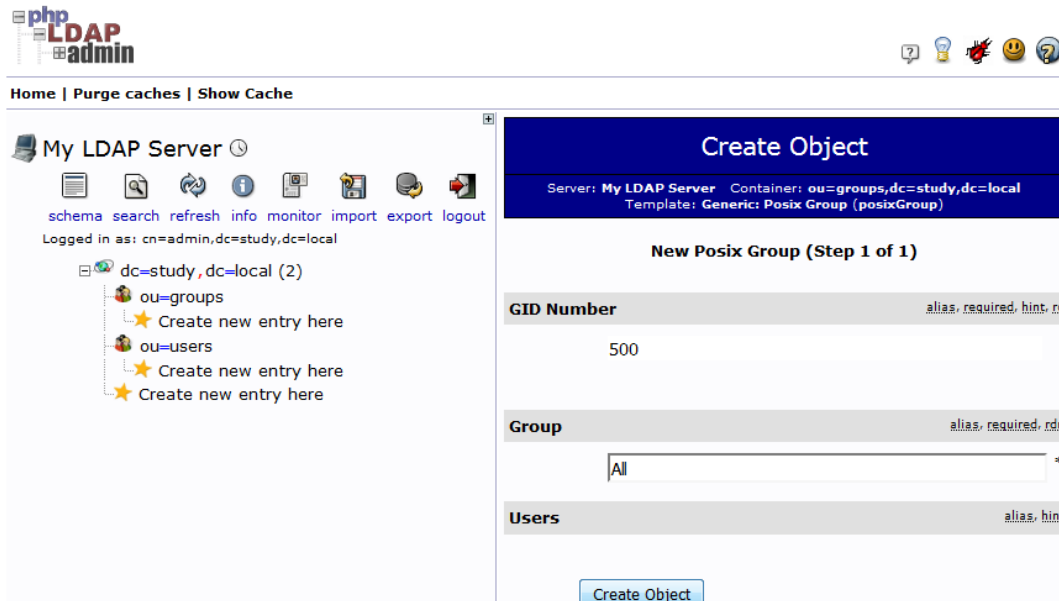 php
LDAP
admin
Home | Purge caches | Show Cache
My LDAP Server
schema search refresh info monitor import export logout
Logged in as: cn=admin,dc=study,dc=local
dc=study,dc=local (2)
ou=groups
Create new entry here
ou=users
Create new entry here
Create new entry here
Create Object
Server: My LDAP Server Container: ou=groups,dc=study,dc=local
Template: Generic: Posix Group (posixGroup)
New Posix Group (Step 1 of 1)
GID Number alias, required, hint,
500
Group alias, required,
All
*
Users alias,
Create Object